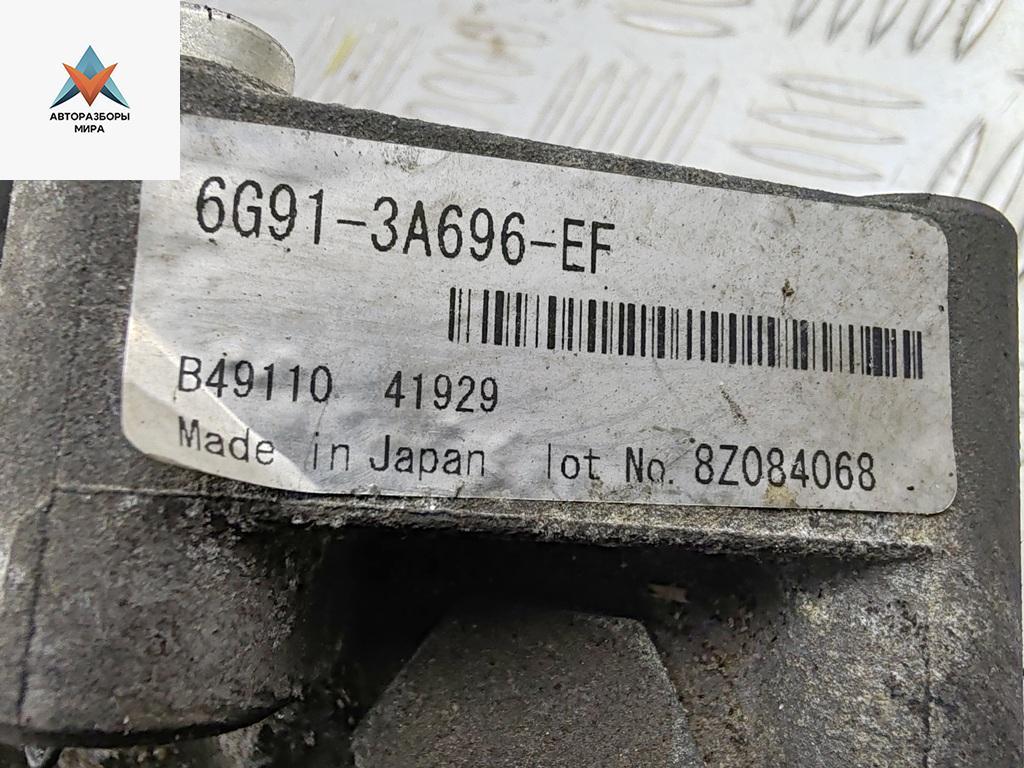 АВТОРАЗБОРЫ
МИРА
6G91-3A696-EF
B49110 41929
Made in Japan lot No. 8Z084068